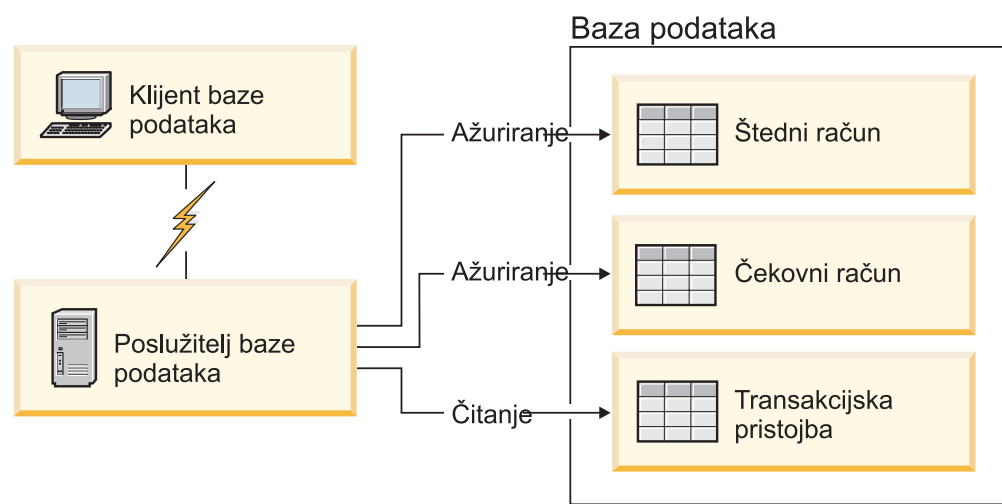 Baza podataka
Klijent baze
podataka
Ažuriranje
Štedni račun
Ažuriranje
Čekovni račun
Poslužitelj baze
podataka
Čitanje
Transakcijska
pristojba